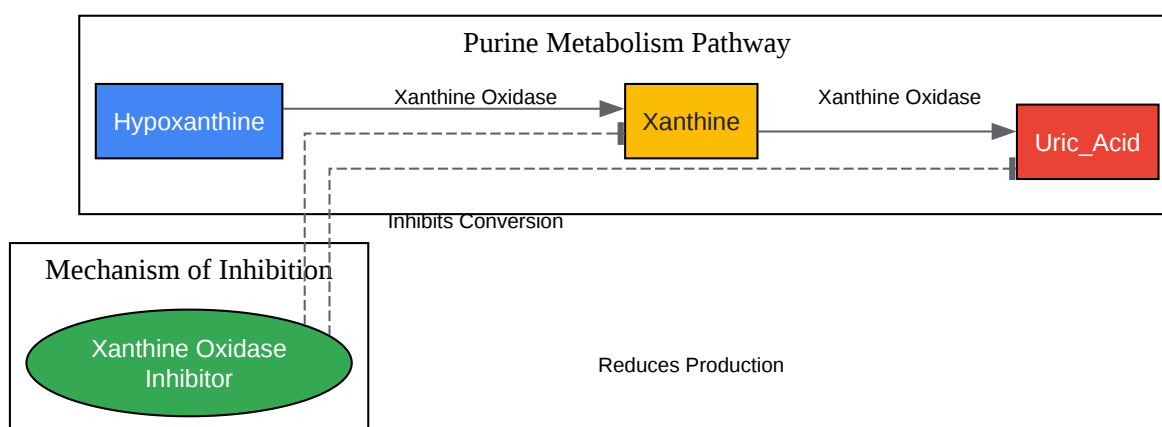 Purine Metabolism Pathway
Hypoxanthine
Xanthine Oxidase
Xanthine
Xanthine Oxidase
Uric_Acid
Inhibits Conversion
Mechanism of Inhibition
Xanthine Oxidase
Inhibitor
Reduces Production